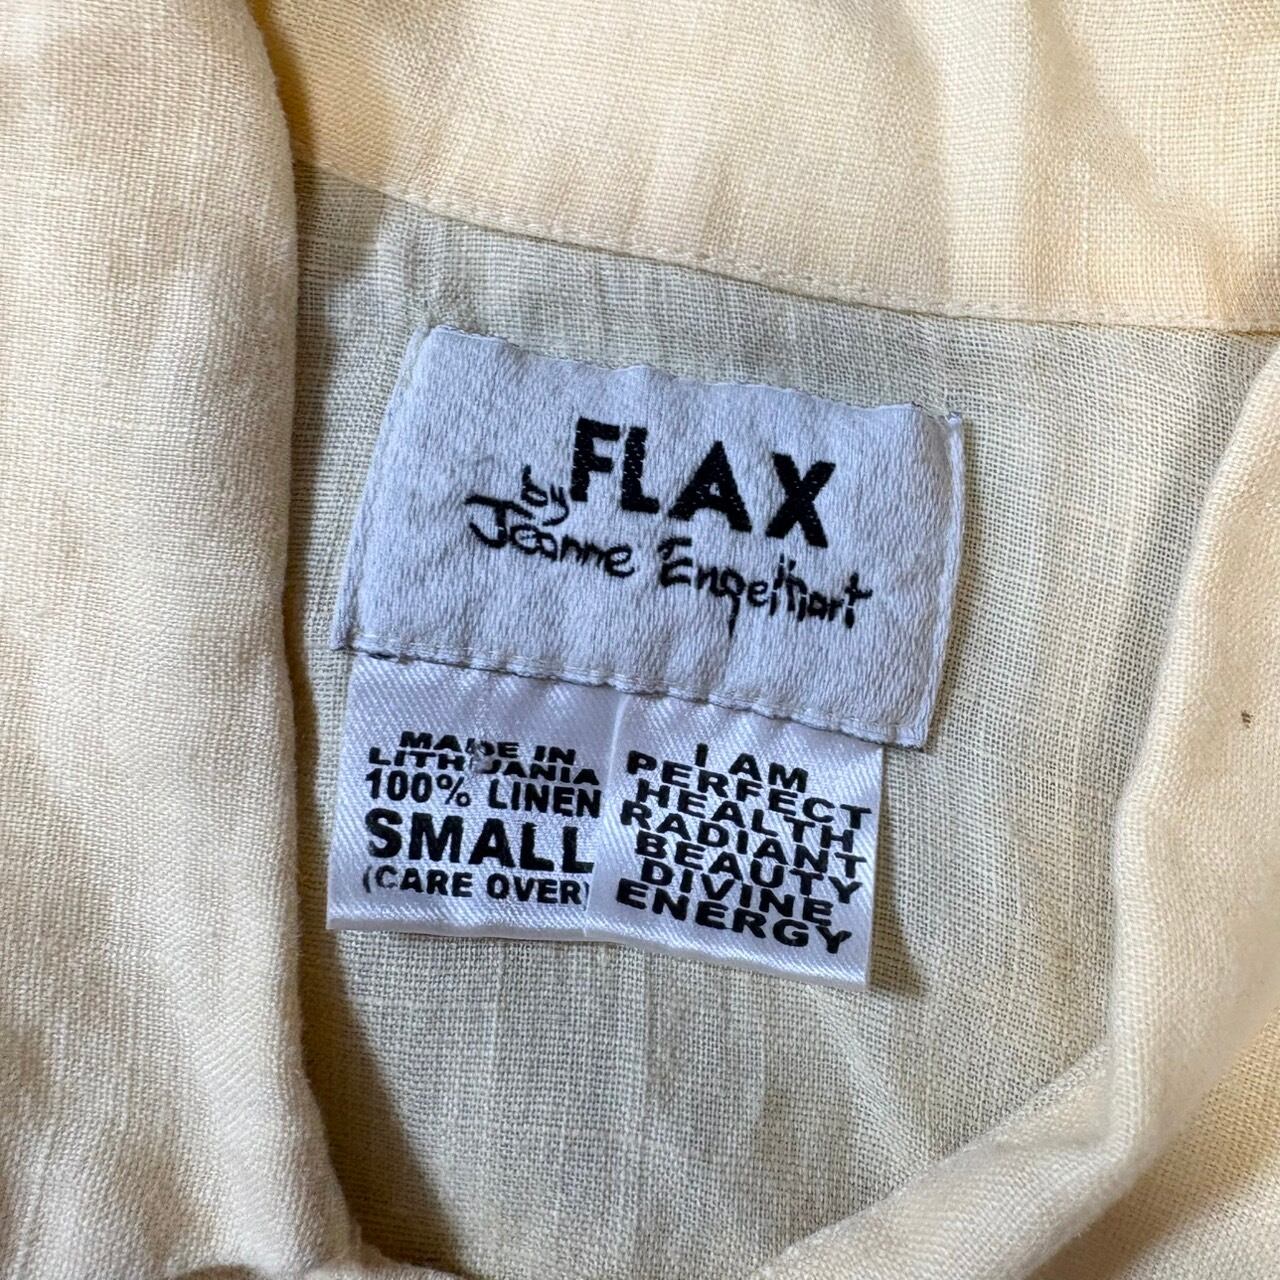 FLAX
by
Jeanne Engelhart
MADE IN
LITHUANIA
100% LINEN
SMALL
(CARE OVER)
I AM
PERFECT
HEALTH
RADIANT
BEAUTY
DIVINE
ENERGY